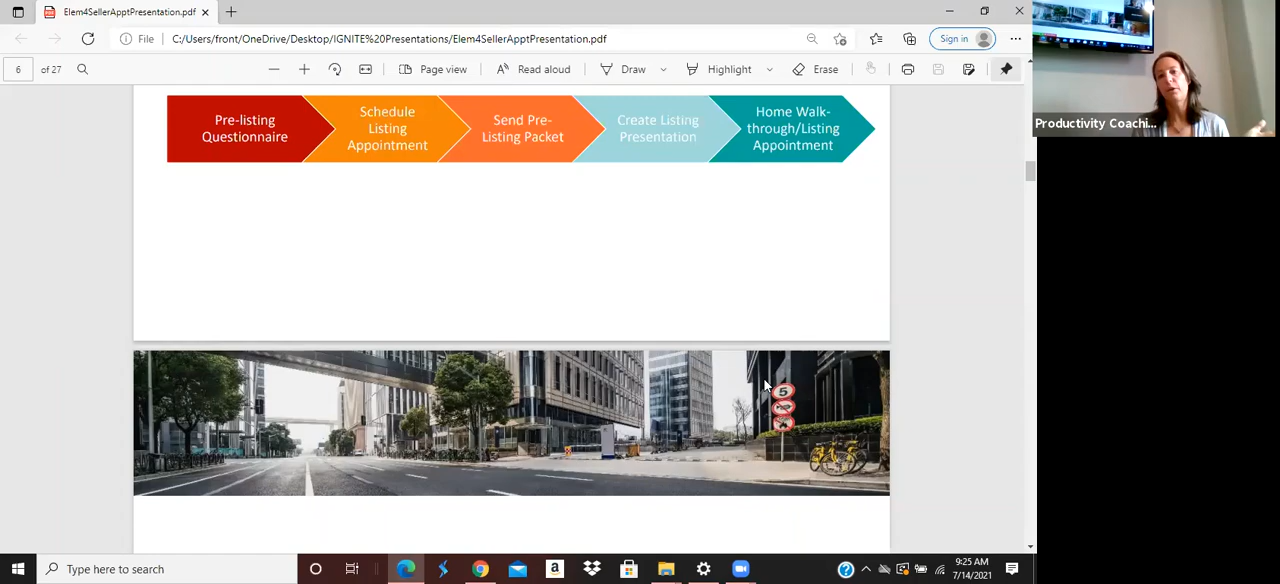 Elem4SellerApptPresentation.pdf
File
C:/Users/front/OneDrive/Desktop/IGNITE%20Presentations/Elem4SellerApptPresentation.pdf
Sign in
6
of 27
Page view
Read aloud
Draw
Highlight
Erase
Productivity Coachi...
Pre-listing
Questionnaire
Schedule
Listing
Appointment
Send Pre-
Listing Packet
Create Listing
Presentation
Home Walk-
through/Listing
Appointment
5
Type here to search
9:25 AM
7/14/2021